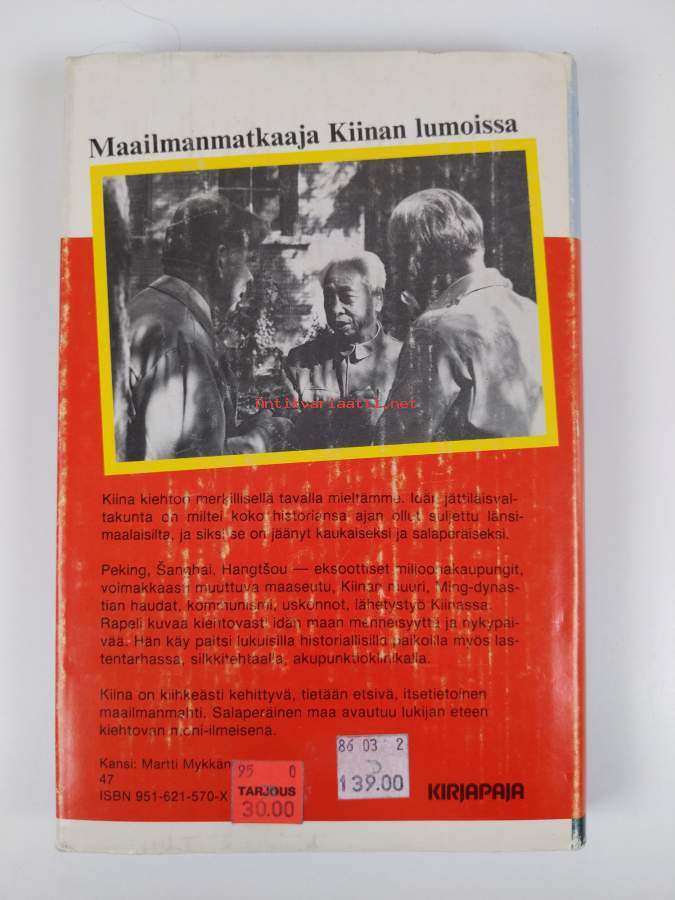 Maailmanmatkaaja Kiinan lumoissa
Antikvariaatti.net
Kiina kiehtoo merkillisellä tavalla mieltämme. Idän jättiläisval-
takunta on miltei koko historiansa ajan ollut suljettu länsi-
maalaisilta, ja siksi se on jäänyt kaukaiseksi ja salaperäiseksi.
Peking, Šanghai, Hangtšou — eksoottiset miljoonakaupungit,
voimakkaasti muuttuva maaseutu, Kiinan muuri, Ming-dynas-
tian haudat, kommunismi, uskonnot, lähetystyö Kiinassa.
Rapeli kuvaa kiehtovasti idän maan menneisyyttä ja nykypäi-
vää. Hän käy paitsi lukuisilla historiallisilla paikoilla myös las-
tentarhassa, silkkitehtaalla, akupunktioklinikalla.
Kiina on kiihkeästi kehittyvä, tietään etsivä, itsetietoinen
maailmanmahti. Salaperäinen maa avautuu lukijan eteen
kiehtovan moni-ilmeisenä.
Kansi: Martti Mykkän
47
ISBN 951-621-570-X
95 0
TARJOUS
30.00
86 03 2
D
139.00
KIRJAPAJA